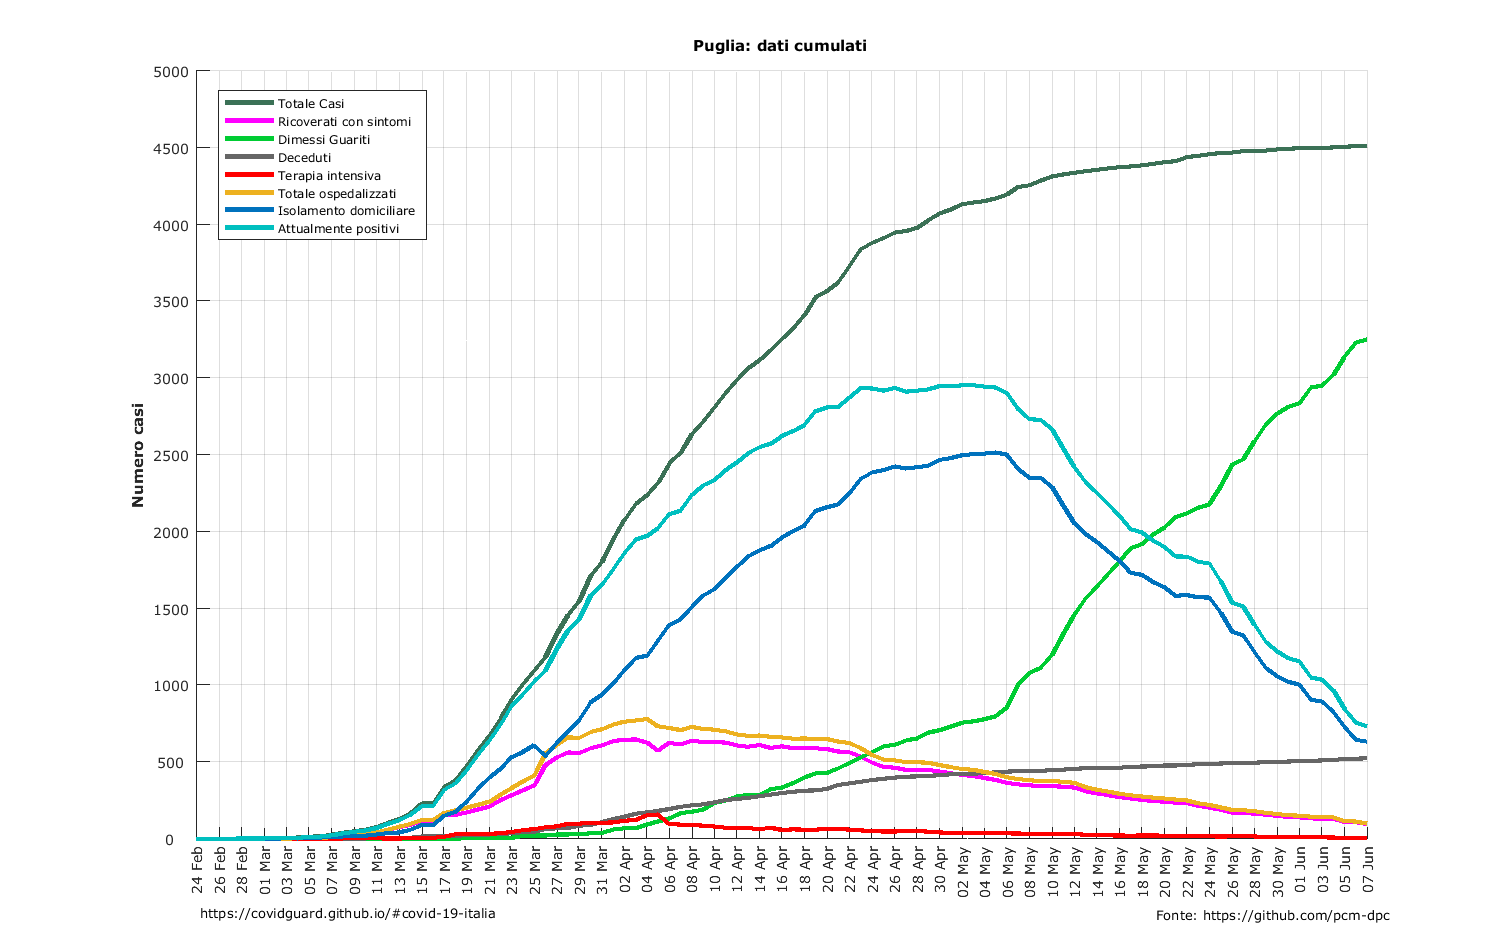 Puglia: dati cumulati
5000
4500
4000
3500
3000
2500
2000
1500
1000
500
0
Numero casi
Totale Casi
Ricoverati con sintomi
Dimessi Guariti
Deceduti
Terapia intensiva
Totale ospedalizzati
Isolamento domiciliare
Attualmente positivi
24 Feb
26 Feb
28 Feb
01 Mar
03 Mar
05 Mar
07 Mar
09 Mar
11 Mar
13 Mar
15 Mar
17 Mar
19 Mar
21 Mar
23 Mar
25 Mar
27 Mar
29 Mar
31 Mar
02 Apr
04 Apr
06 Apr
08 Apr
10 Apr
12 Apr
14 Apr
16 Apr
18 Apr
20 Apr
22 Apr
24 Apr
26 Apr
28 Apr
30 Apr
02 May
04 May
06 May
08 May
10 May
12 May
14 May
16 May
18 May
20 May
22 May
24 May
26 May
28 May
30 May
01 Jun
03 Jun
05 Jun
07 Jun
https://covidguard.github.io/#covid-19-italia
Fonte: https://github.com/pcm-dpc